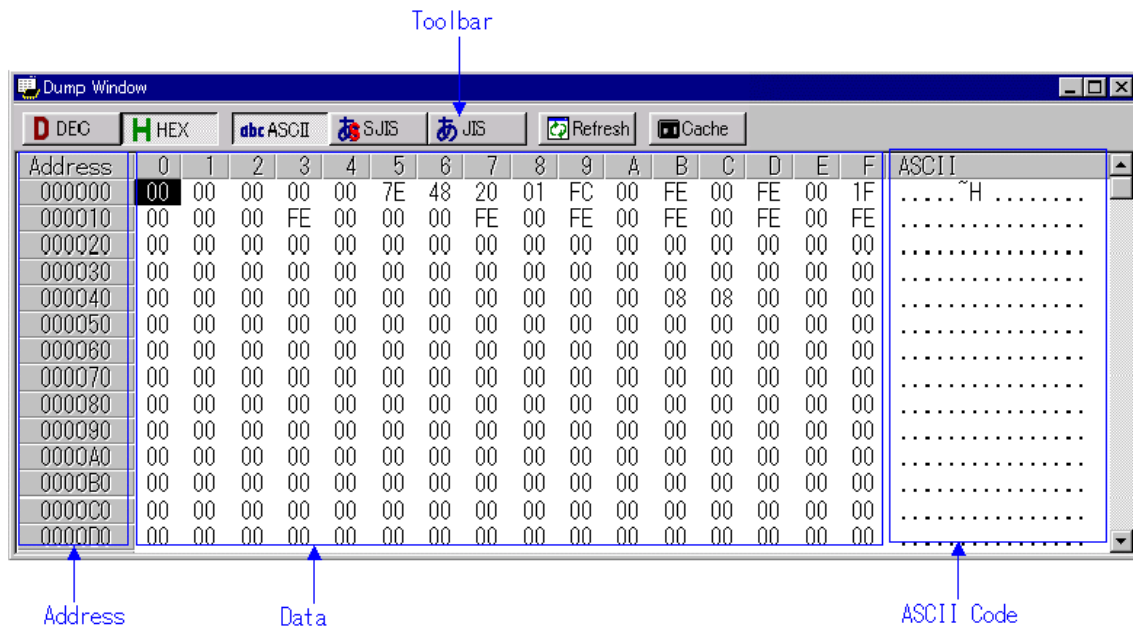 Toolbar
Dump Window
D DEC H HEX abc ASCII あS SJIS あ JIS Refresh Cache
Address 0 1 2 3 4 5 6 7 8 9 A B C D E F ASCII
000000 00 00 00 00 00 7E 48 20 01 FC 00 FE 00 FE 00 1F .....~H ........
000010 00 00 00 FE 00 00 00 FE 00 FE 00 FE 00 FE 00 FE ................
000020 00 00 00 00 00 00 00 00 00 00 00 00 00 00 00 00 ................
000030 00 00 00 00 00 00 00 00 00 00 00 00 00 00 00 00 ................
000040 00 00 00 00 00 00 00 00 00 00 00 08 08 00 00 00 ................
000050 00 00 00 00 00 00 00 00 00 00 00 00 00 00 00 00 ................
000060 00 00 00 00 00 00 00 00 00 00 00 00 00 00 00 00 ................
000070 00 00 00 00 00 00 00 00 00 00 00 00 00 00 00 00 ................
000080 00 00 00 00 00 00 00 00 00 00 00 00 00 00 00 00 ................
000090 00 00 00 00 00 00 00 00 00 00 00 00 00 00 00 00 ................
0000A0 00 00 00 00 00 00 00 00 00 00 00 00 00 00 00 00 ................
0000B0 00 00 00 00 00 00 00 00 00 00 00 00 00 00 00 00 ................
0000C0 00 00 00 00 00 00 00 00 00 00 00 00 00 00 00 00 ................
0000D0 00 00 00 00 00 00 00 00 00 00 00 00 00 00 00 00 ................
Address Data ASCII Code